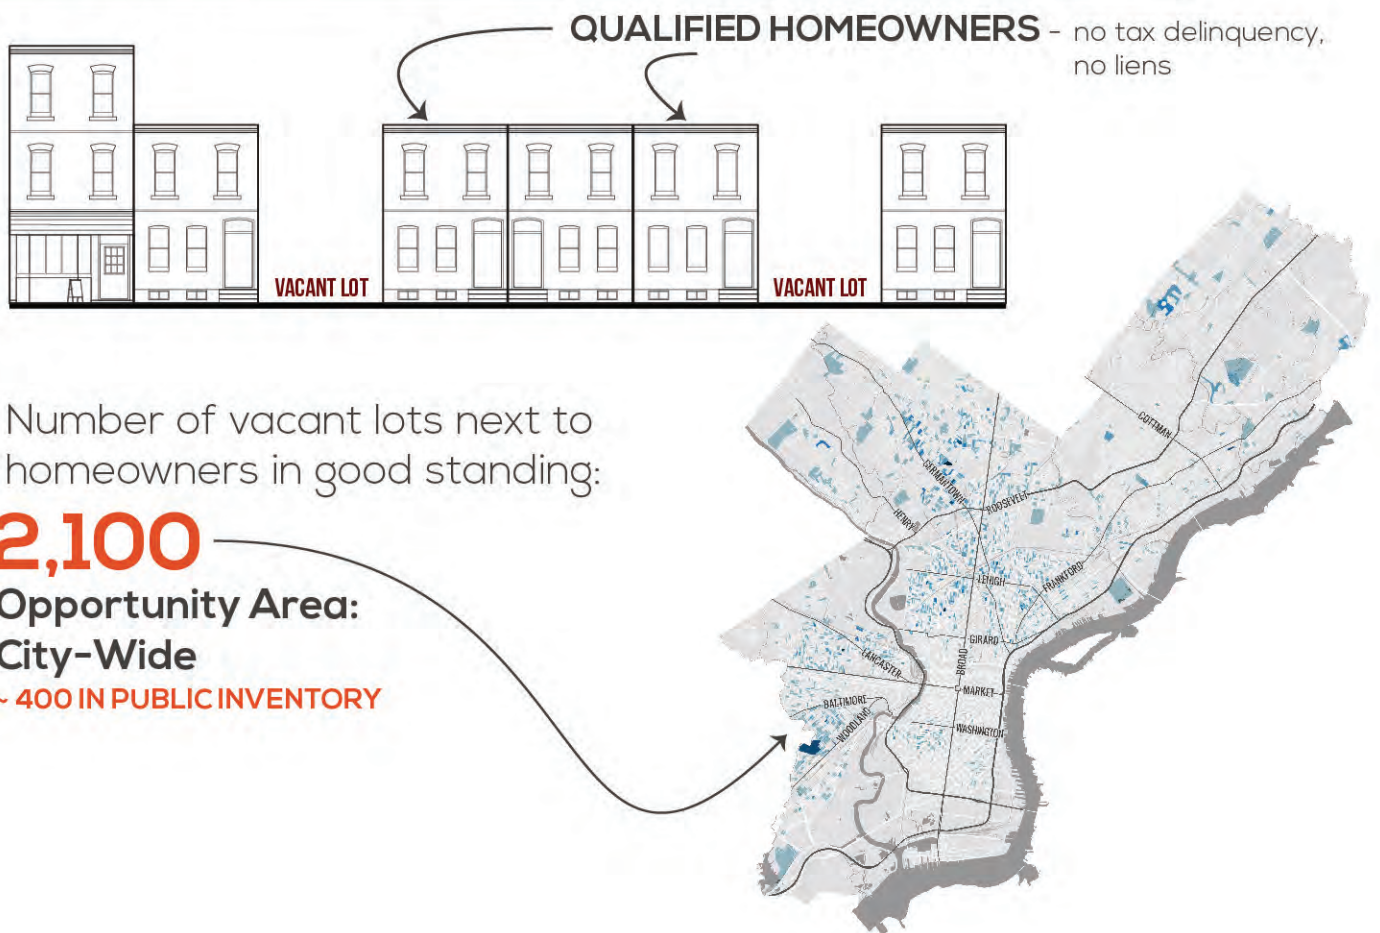 QUALIFIED HOMEOWNERS - no tax delinquency,
no liens
VACANT LOT
VACANT LOT
Number of vacant lots next to
homeowners in good standing:
2,100
Opportunity Area:
City-Wide
~ 400 IN PUBLIC INVENTORY
COTTMAN
GERMANTOWN
HENRY
ROOSEVELT
LEHIGH
FRANKFORD
GIRARD
LANCASTER
BROAD
MARKET
BALTIMORE
WOODLAND
WASHINGTON